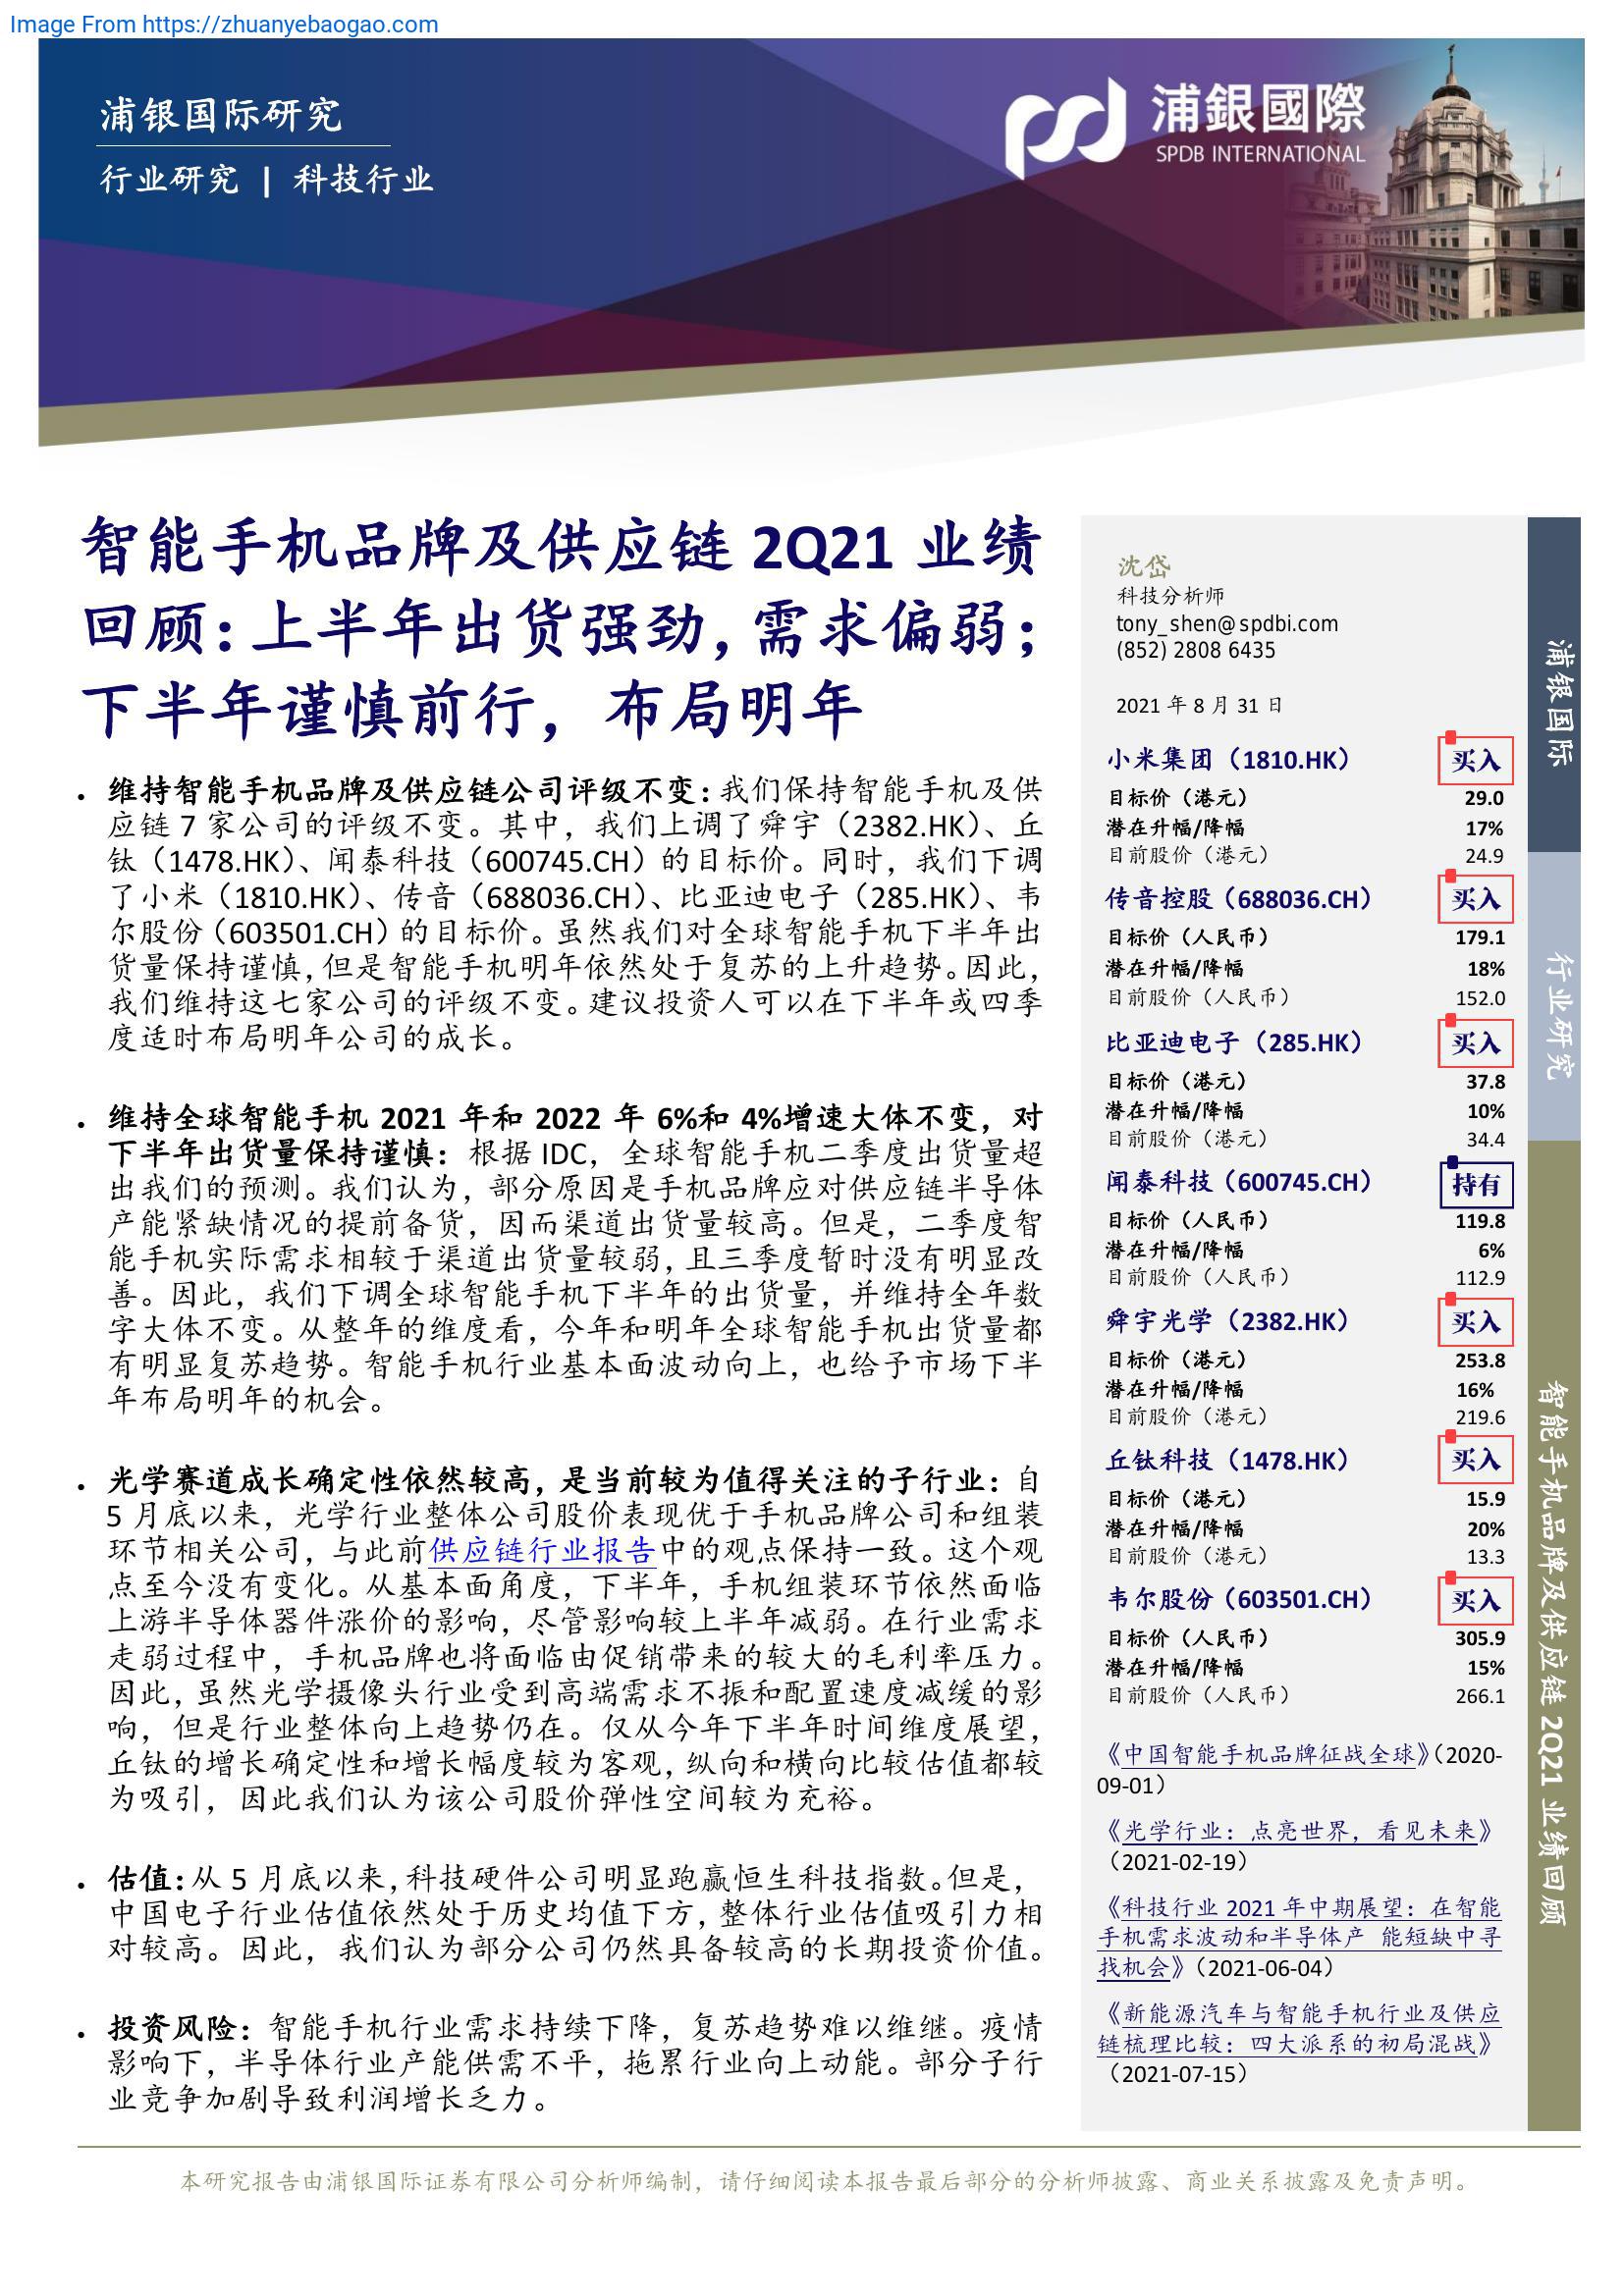 Image From https://zhuanyebaogao.com
浦银国际研究
行业研究 | 科技行业
浦銀國際
SPDB INTERNATIONAL
智能手机品牌及供应链 2Q21 业绩
回顾：上半年出货强劲，需求偏弱；
下半年谨慎前行，布局明年
• 维持智能手机品牌及供应链公司评级不变：我们保持智能手机及供
应链 7 家公司的评级不变。其中，我们上调了舜宇（2382.HK）、丘
钛（1478.HK）、闻泰科技（600745.CH）的目标价。同时，我们下调
了小米（1810.HK）、传音（688036.CH）、比亚迪电子（285.HK）、韦
尔股份（603501.CH）的目标价。虽然我们对全球智能手机下半年出
货量保持谨慎，但是智能手机明年依然处于复苏的上升趋势。因此，
我们维持这七家公司的评级不变。建议投资人可以在下半年或四季
度适时布局明年公司的成长。
• 维持全球智能手机 2021 年和 2022 年 6%和 4%增速大体不变，对
下半年出货量保持谨慎：根据 IDC，全球智能手机二季度出货量超
出我们的预测。我们认为，部分原因是手机品牌应对供应链半导体
产能紧缺情况的提前备货，因而渠道出货量较高。但是，二季度智
能手机实际需求相较于渠道出货量较弱，且三季度暂时没有明显改
善。因此，我们下调全球智能手机下半年的出货量，并维持全年数
字大体不变。从整年的维度看，今年和明年全球智能手机出货量都
有明显复苏趋势。智能手机行业基本面波动向上，也给予市场下半
年布局明年的机会。
• 光学赛道成长确定性依然较高，是当前较为值得关注的子行业：自
5 月底以来，光学行业整体公司股价表现优于手机品牌公司和组装
环节相关公司，与此前供应链行业报告中的观点保持一致。这个观
点至今没有变化。从基本面角度，下半年，手机组装环节依然面临
上游半导体器件涨价的影响，尽管影响较上半年减弱。在行业需求
走弱过程中，手机品牌也将面临由促销带来的较大的毛利率压力。
因此，虽然光学摄像头行业受到高端需求不振和配置速度减缓的影
响，但是行业整体向上趋势仍在。仅从今年下半年时间维度展望，
丘钛的增长确定性和增长幅度较为客观，纵向和横向比较估值都较
为吸引，因此我们认为该公司股价弹性空间较为充裕。
• 估值：从 5 月底以来，科技硬件公司明显跑赢恒生科技指数。但是，
中国电子行业估值依然处于历史均值下方，整体行业估值吸引力相
对较高。因此，我们认为部分公司仍然具备较高的长期投资价值。
• 投资风险：智能手机行业需求持续下降，复苏趋势难以维继。疫情
影响下，半导体行业产能供需不平，拖累行业向上动能。部分子行
业竞争加剧导致利润增长乏力。
沈岱
科技分析师
tony_shen@spdbi.com
(852) 2808 6435
2021 年 8 月 31 日
小米集团（1810.HK） 买入
目标价（港元） 29.0
潜在升幅/降幅 17%
目前股价（港元） 24.9
传音控股（688036.CH） 买入
目标价（人民币） 179.1
潜在升幅/降幅 18%
目前股价（人民币） 152.0
比亚迪电子（285.HK） 买入
目标价（港元） 37.8
潜在升幅/降幅 10%
目前股价（港元） 34.4
闻泰科技（600745.CH） 持有
目标价（人民币） 119.8
潜在升幅/降幅 6%
目前股价（人民币） 112.9
舜宇光学（2382.HK） 买入
目标价（港元） 253.8
潜在升幅/降幅 16%
目前股价（港元） 219.6
丘钛科技（1478.HK） 买入
目标价（港元） 15.9
潜在升幅/降幅 20%
目前股价（港元） 13.3
韦尔股份（603501.CH） 买入
目标价（人民币） 305.9
潜在升幅/降幅 15%
目前股价（人民币） 266.1
《中国智能手机品牌征战全球》（2020-
09-01）
《光学行业：点亮世界，看见未来》
（2021-02-19）
《科技行业 2021 年中期展望：在智能
手机需求波动和半导体产 能短缺中寻
找机会》（2021-06-04）
《新能源汽车与智能手机行业及供应
链梳理比较：四大派系的初局混战》
（2021-07-15）
浦银国际
行业研究
智能手机品牌及供应链 2Q21 业绩回顾
本研究报告由浦银国际证券有限公司分析师编制，请仔细阅读本报告最后部分的分析师披露、商业关系披露及免责声明。